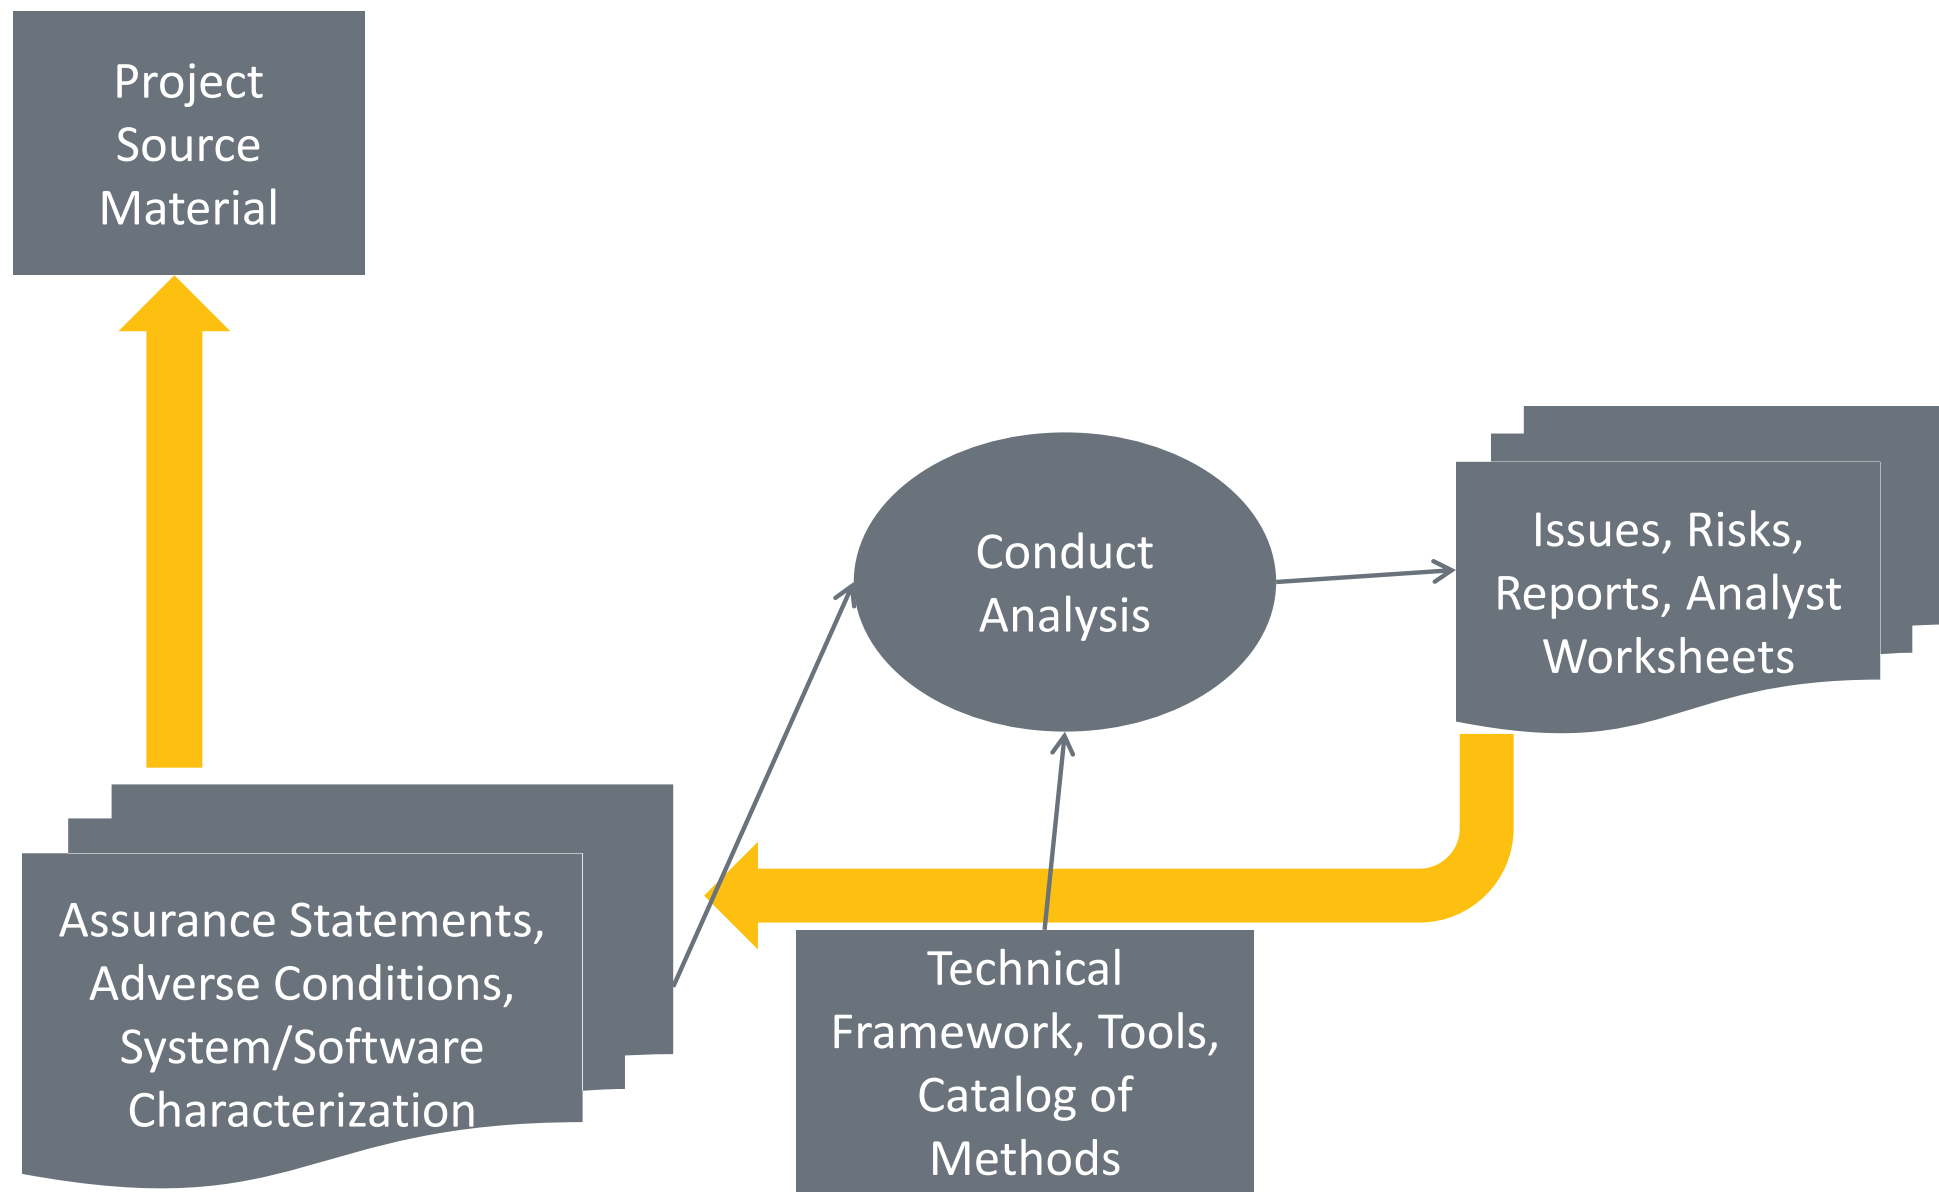 Project
Source
Material
Conduct
Analysis
Issues, Risks,
Reports, Analyst
Worksheets
Assurance Statements,
Adverse Conditions,
System/Software
Characterization
Technical
Framework, Tools,
Catalog of
Methods